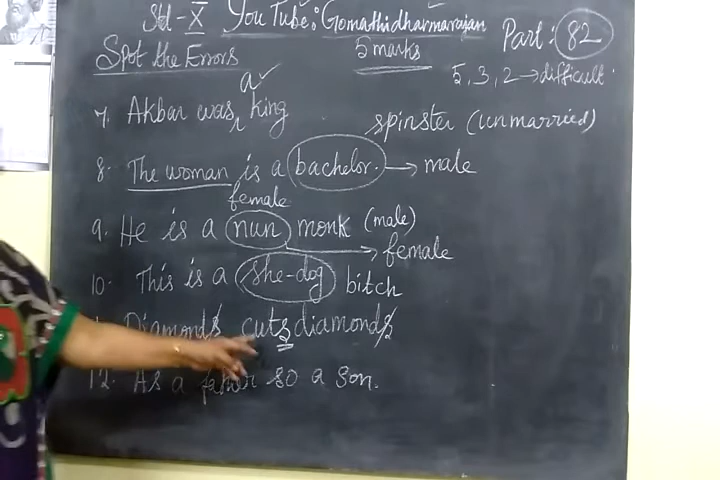 Std - X YouTube: Gomathidharmarajan Part: 82
Spot the Errors 5 marks
5, 3, 2 → difficult
a ✓
7. Akbar was king
spinster (unmarried)
8. The woman is a bachelor. → male
female
9. He is a nun monk (male)
→ female
10. This is a she-dog bitch
Diamonds cuts diamonds
12. As a father so a son.